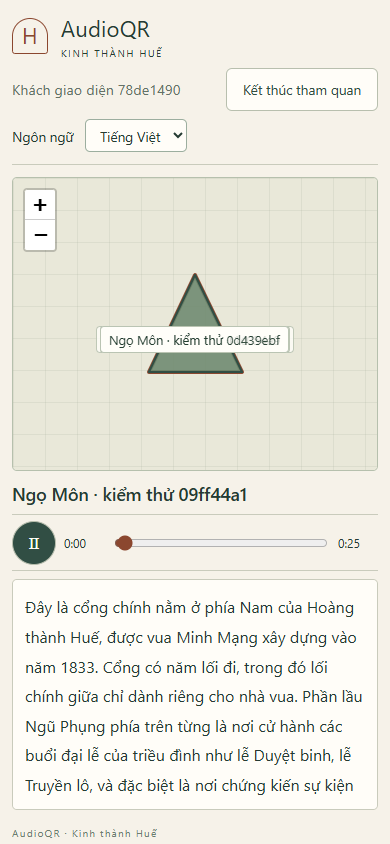 H
AudioQR
KINH THÀNH HUẾ
Khách giao diện 78de1490
Kết thúc tham quan
Ngôn ngữ
Tiếng Việt
+
−
Ngọ Môn · kiểm thử 0d439ebf
Ngọ Môn · kiểm thử 09ff44a1
0:00
0:25
Đây là cổng chính nằm ở phía Nam của Hoàng
thành Huế, được vua Minh Mạng xây dựng vào
năm 1833. Cổng có năm lối đi, trong đó lối
chính giữa chỉ dành riêng cho nhà vua. Phần lầu
Ngũ Phụng phía trên từng là nơi cử hành các
buổi đại lễ của triều đình như lễ Duyệt binh, lễ
Truyền lô, và đặc biệt là nơi chứng kiến sự kiện
AudioQR · Kinh thành Huế